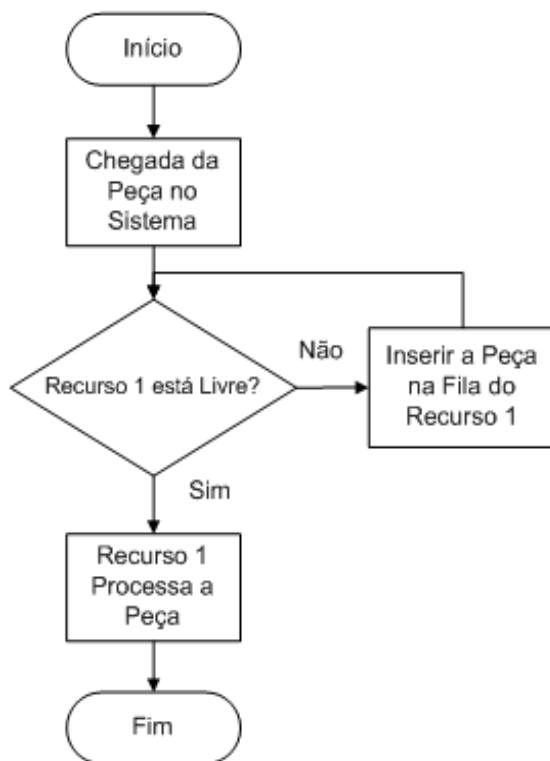 Início
Chegada da
Peça no
Sistema
Recurso 1 está Livre?
Não
Inserir a Peça
na Fila do
Recurso 1
Sim
Recurso 1
Processa a
Peça
Fim